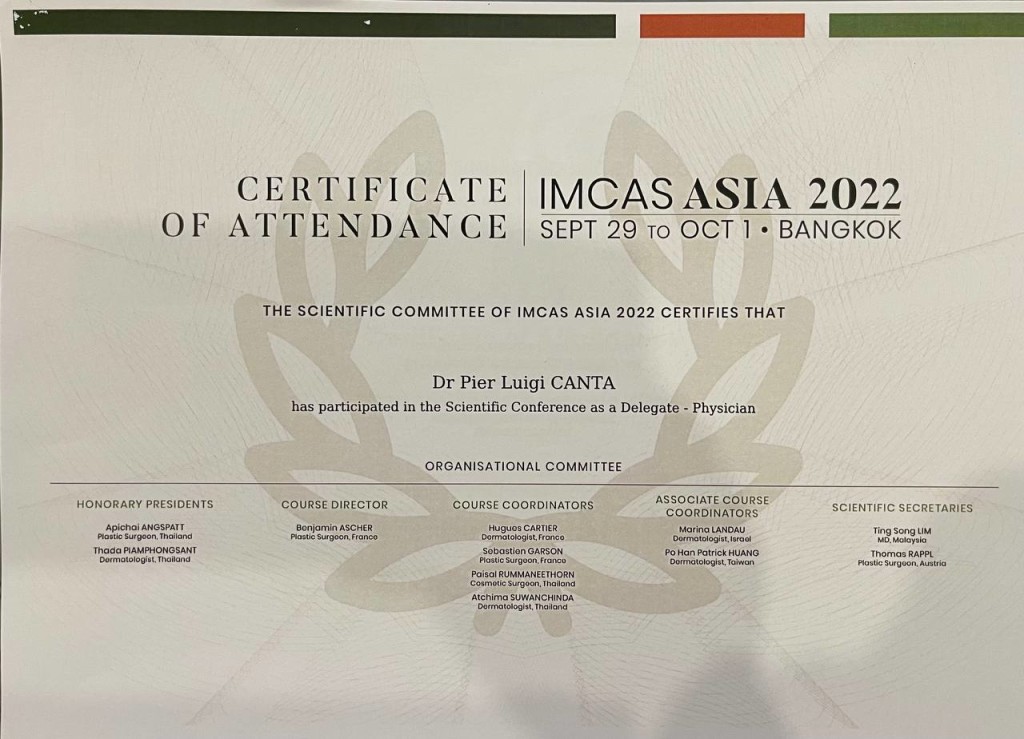 CERTIFICATE
OF ATTENDANCE
IMCAS ASIA 2022
SEPT 29 TO OCT 1 • BANGKOK
THE SCIENTIFIC COMMITTEE OF IMCAS ASIA 2022 CERTIFIES THAT
Dr Pier Luigi CANTA
has participated in the Scientific Conference as a Delegate - Physician
ORGANISATIONAL COMMITTEE
HONORARY PRESIDENTS
Apichai ANGSPATT
Plastic Surgeon, Thailand
Thada PIAMPHONGSANT
Dermatologist, Thailand
COURSE DIRECTOR
Benjamin ASCHER
Plastic Surgeon, France
COURSE COORDINATORS
Hugues CARTIER
Dermatologist, France
Sebastien GARSON
Plastic Surgeon, France
Paisal RUMMANEETHORN
Cosmetic Surgeon, Thailand
Atchima SUWANCHINDA
Dermatologist, Thailand
ASSOCIATE COURSE
COORDINATORS
Marina LANDAU
Dermatologist, Israel
Po Han Patrick HUANG
Dermatologist, Taiwan
SCIENTIFIC SECRETARIES
Ting Song LIM
MD, Malaysia
Thomas RAPPL
Plastic Surgeon, Austria